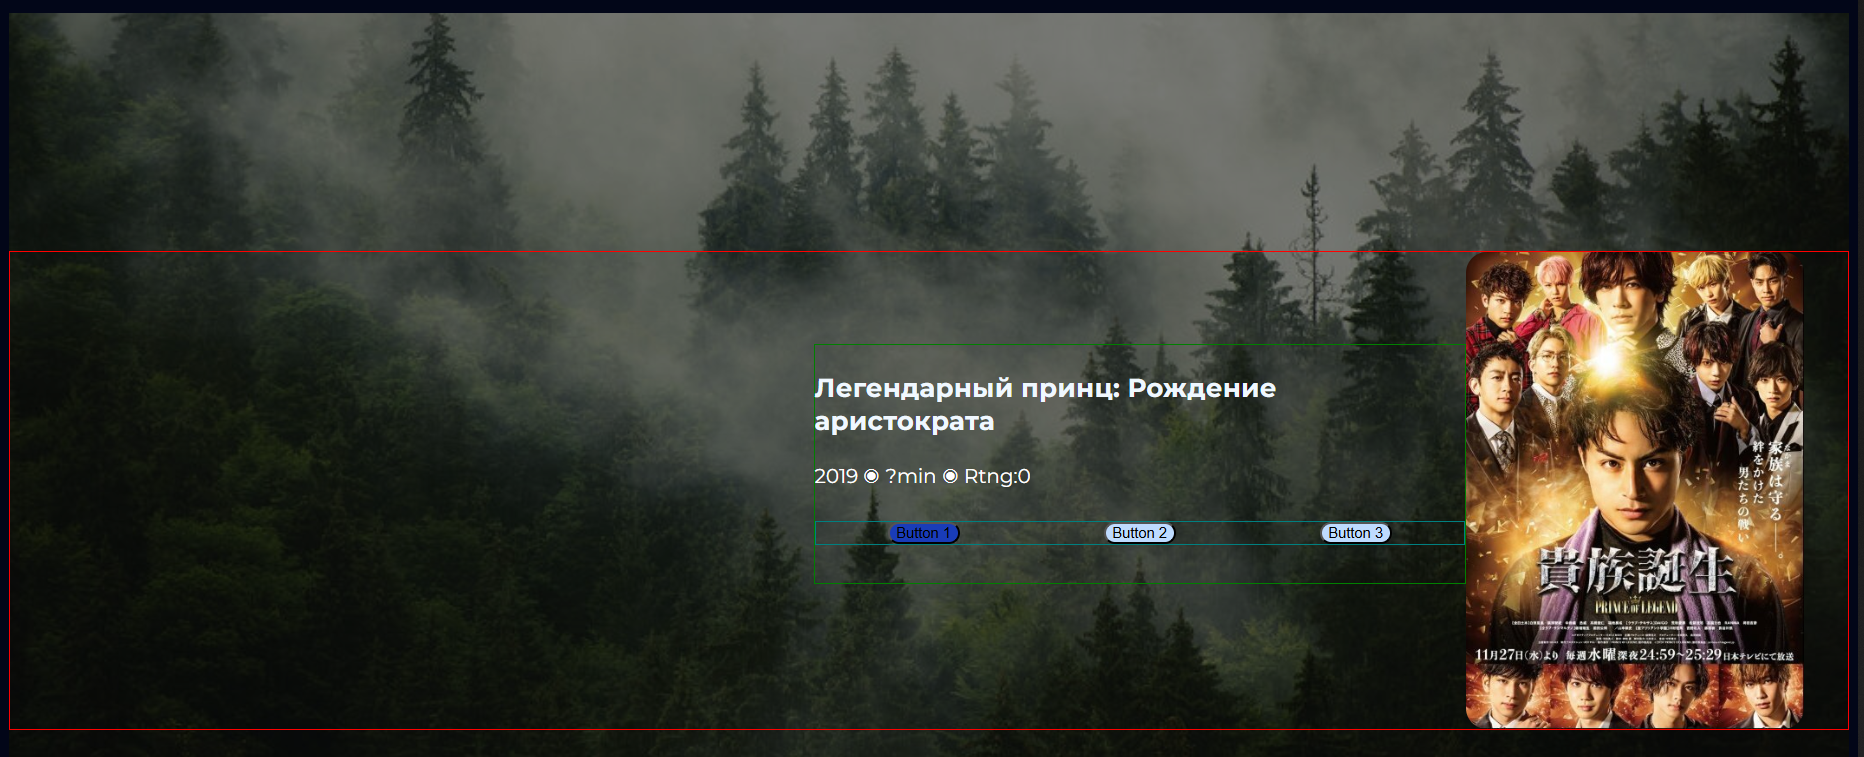 Легендарный принц: Рождение
аристократа
2019 ◉ ?min ◉ Rtng:0
Button 1
Button 2
Button 3
家族は守る――。
絆をかけた
男たちの戦い
貴族誕生
PRINCE OF LEGEND
11月27日(水)より 毎週水曜深夜24:59~25:29 日本テレビにて放送